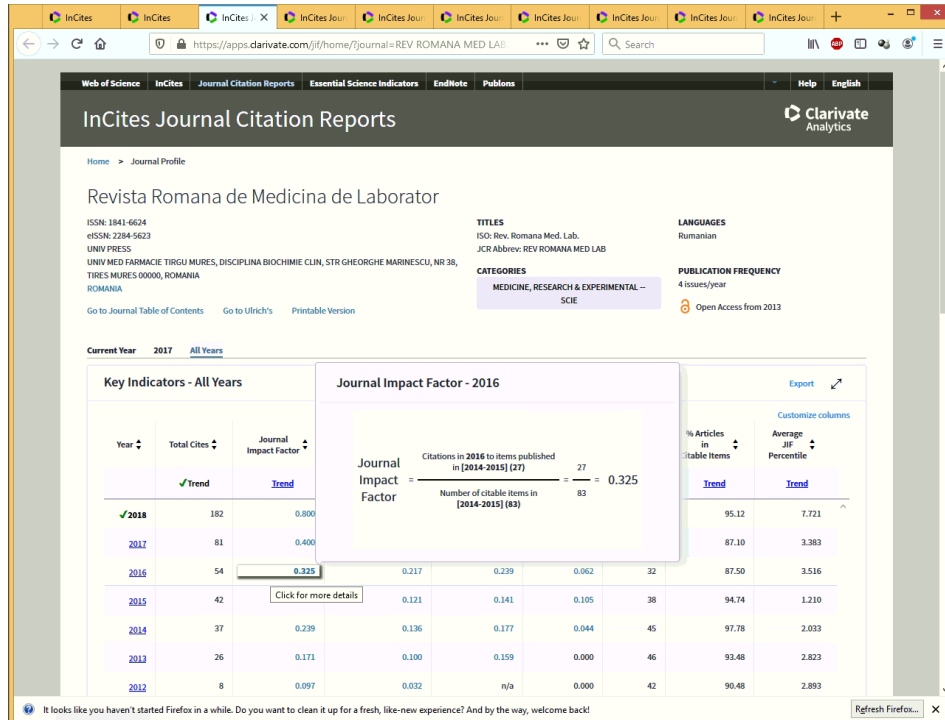 InCites
InCites
InCites J
InCites Jour
InCites Jour
InCites Jour
InCites Jour
InCites Jour
InCites Jour
InCites Jour
https://apps.clarivate.com/jif/home/?journal=REV ROMANA MED LAB
Search
Web of Science InCites Journal Citation Reports Essential Science Indicators EndNote Publons Help English
InCites Journal Citation Reports
Clarivate
Analytics
Home > Journal Profile
Revista Romana de Medicina de Laborator
ISSN: 1841-6624
eISSN: 2284-5623
UNIV PRESS
UNIV MED FARMACIE TIRGU MURES, DISCIPLINA BIOCHIMIE CLIN, STR GHEORGHE MARINESCU, NR 38,
TIRES MURES 00000, ROMANIA
ROMANIA
Go to Journal Table of Contents Go to Ulrich's Printable Version
TITLES
ISO: Rev. Romana Med. Lab.
JCR Abbrev: REV ROMANA MED LAB
CATEGORIES
MEDICINE, RESEARCH & EXPERIMENTAL --
SCIE
LANGUAGES
Rumanian
PUBLICATION FREQUENCY
4 issues/year
Open Access from 2013
Current Year 2017 All Years
Key Indicators - All Years
Export
Customize columns
Journal Impact Factor - 2016
Journal
Impact
Factor
=
Citations in 2016 to items published
in [2014-2015] (27)
Number of citable items in
[2014-2015] (83)
=
27
83
= 0.325
Year Total Cites Journal
Impact Factor
% Articles
in
Citable Items
Average
JIF
Percentile
✓Trend Trend Trend Trend
✓2018 182 0.800 95.12 7.721
2017 81 0.400 87.10 3.383
2016 54 0.325 0.217 0.239 0.062 32 87.50 3.516
Click for more details
2015 42 0.121 0.141 0.105 38 94.74 1.210
2014 37 0.239 0.136 0.177 0.044 45 97.78 2.033
2013 26 0.171 0.100 0.159 0.000 46 93.48 2.823
2012 8 0.097 0.032 n/a 0.000 42 90.48 2.893
It looks like you haven't started Firefox in a while. Do you want to clean it up for a fresh, like-new experience? And by the way, welcome back!
Refresh Firefox...